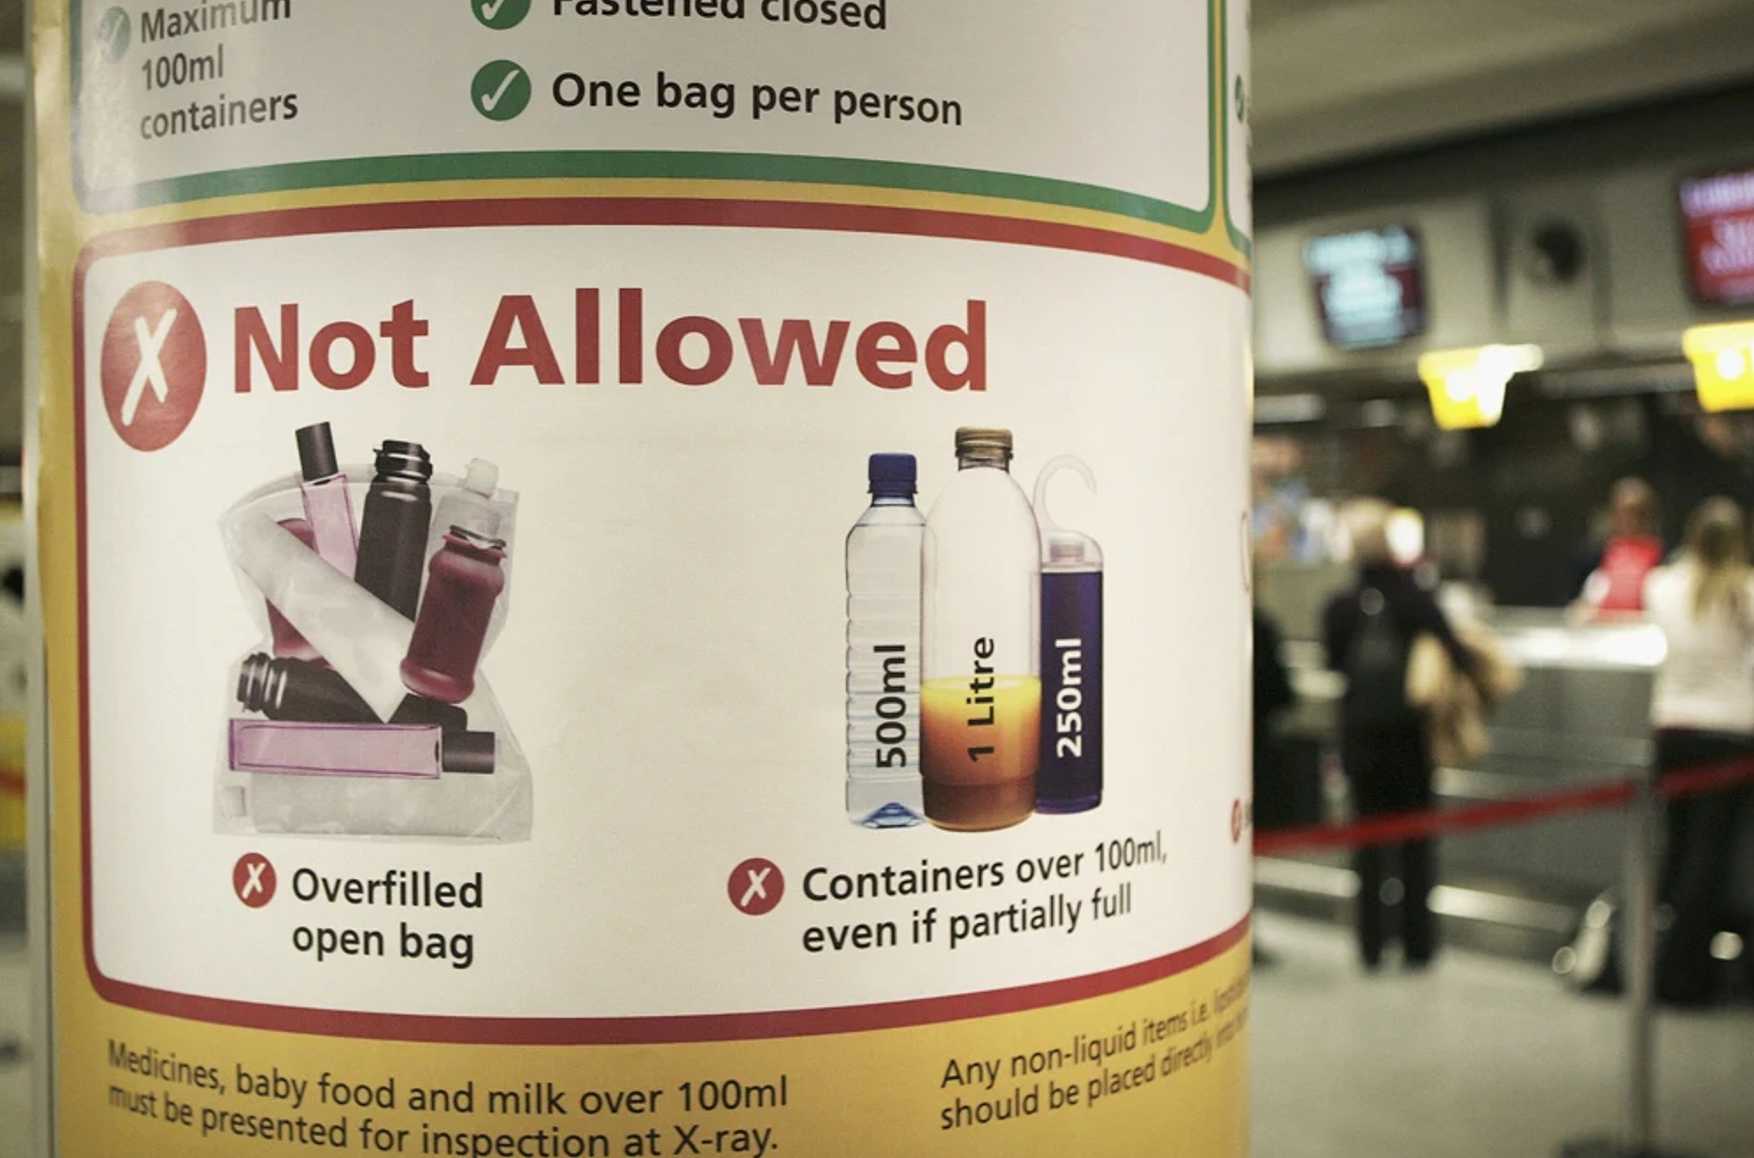 Maximum
100ml
containers
Fastened closed
One bag per person
Not Allowed
500ml
1 Litre
250ml
Overfilled
open bag
Containers over 100ml,
even if partially full
Medicines, baby food and milk over 100ml
must be presented for inspection at X-ray.
Any non-liquid items i.e.
should be placed directly